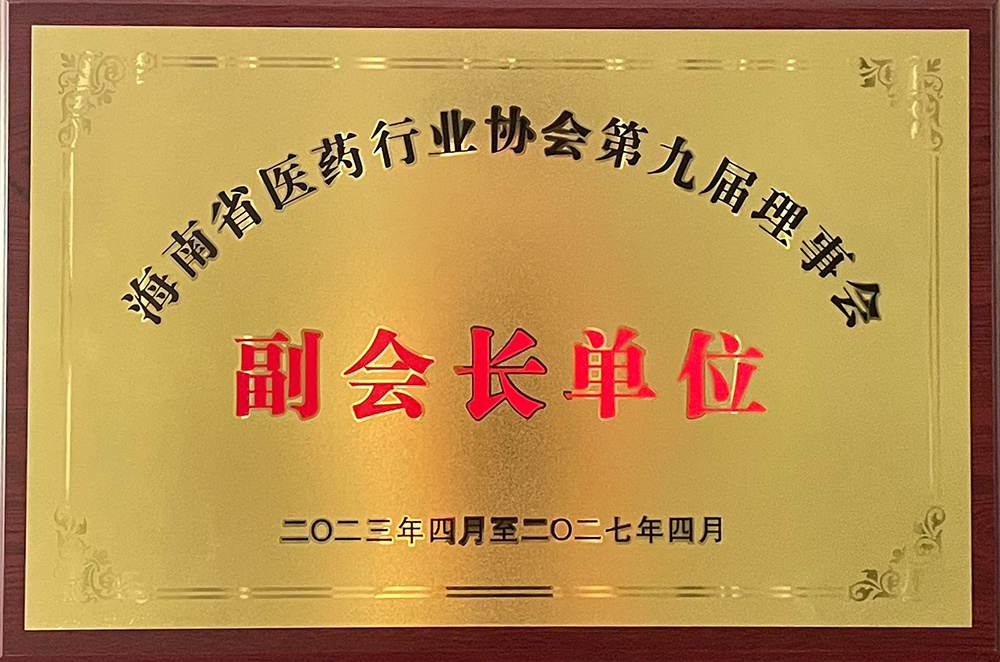 海南省医药行业协会第九届理事会
副会长单位
二〇二三年四月至二〇二七年四月